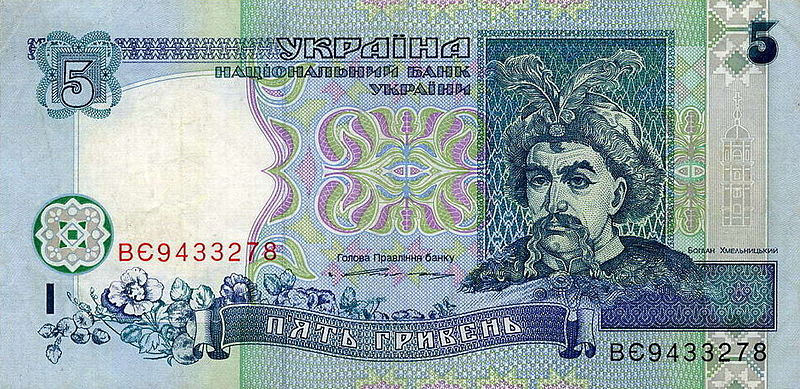 5
УКРАЇНА
5
НАЦІОНАЛЬНИЙ БАНК
УКРАЇНИ
Богдан Хмельницький
ВЄ9433278
Голова Правління банку
П'ЯТЬ ГРИВЕНЬ
ВЄ9433278